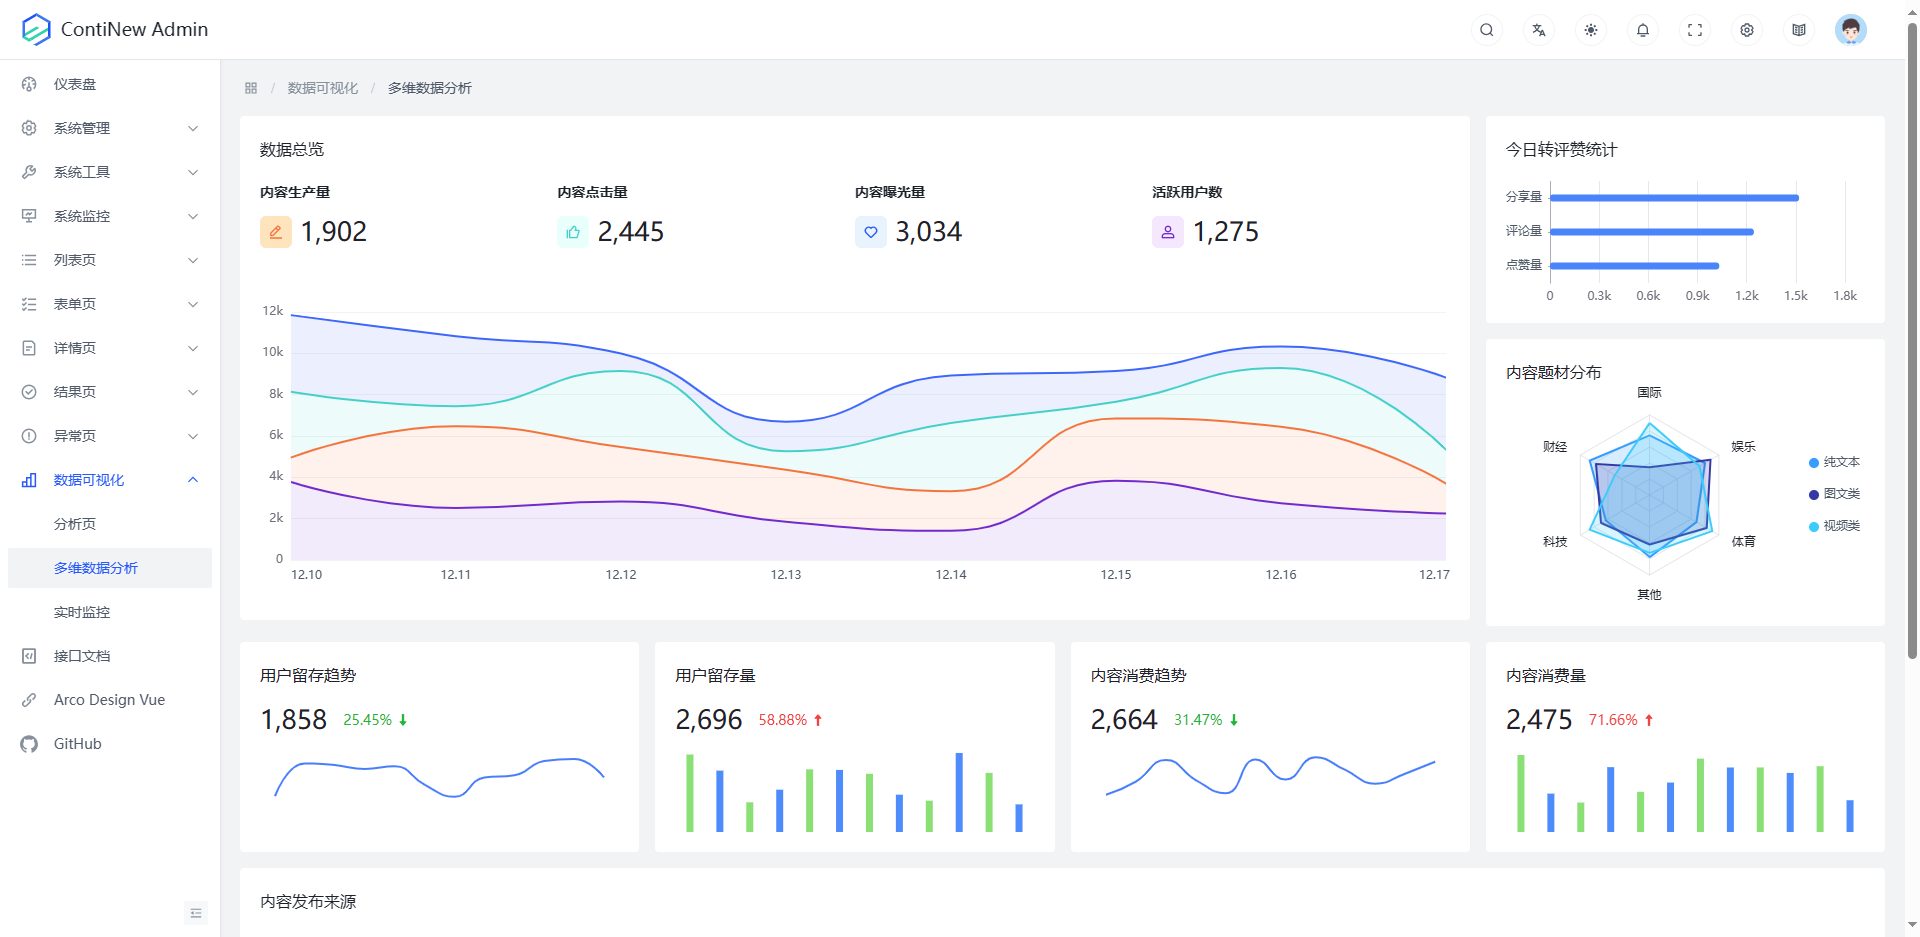 ContiNew Admin
仪表盘
系统管理
系统工具
系统监控
列表页
表单页
详情页
结果页
异常页
数据可视化
分析页
多维数据分析
实时监控
接口文档
Arco Design Vue
GitHub
/ 数据可视化 / 多维数据分析
数据总览
内容生产量 内容点击量 内容曝光量 活跃用户数
1,902 2,445 3,034 1,275
12k
10k
8k
6k
4k
2k
0
12.10 12.11 12.12 12.13 12.14 12.15 12.16 12.17
今日转评赞统计
分享量
评论量
点赞量
0 0.3k 0.6k 0.9k 1.2k 1.5k 1.8k
内容题材分布
国际
财经 娱乐
科技 体育
其他
纯文本
图文类
视频类
用户留存趋势
1,858 25.45%
用户留存量
2,696 58.88%
内容消费趋势
2,664 31.47%
内容消费量
2,475 71.66%
内容发布来源